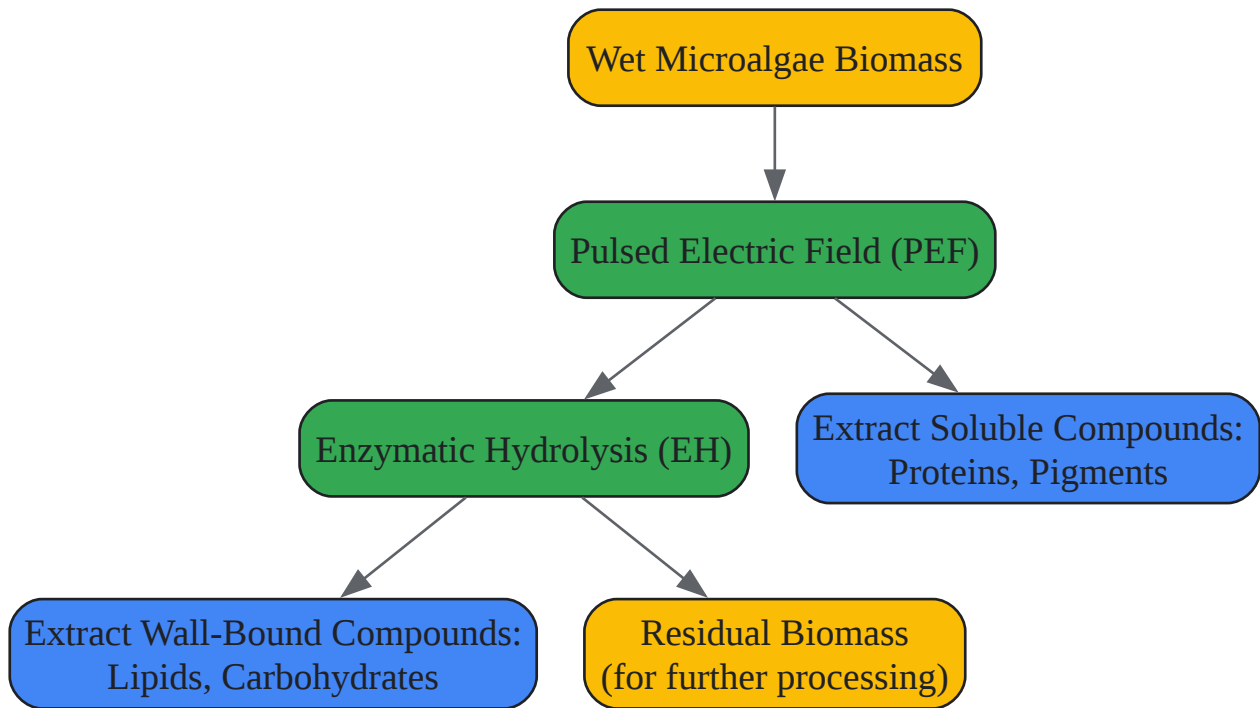 Wet Microalgae Biomass
Pulsed Electric Field (PEF)
Enzymatic Hydrolysis (EH)
Extract Soluble Compounds:
Proteins, Pigments
Extract Wall-Bound Compounds:
Lipids, Carbohydrates
Residual Biomass
(for further processing)